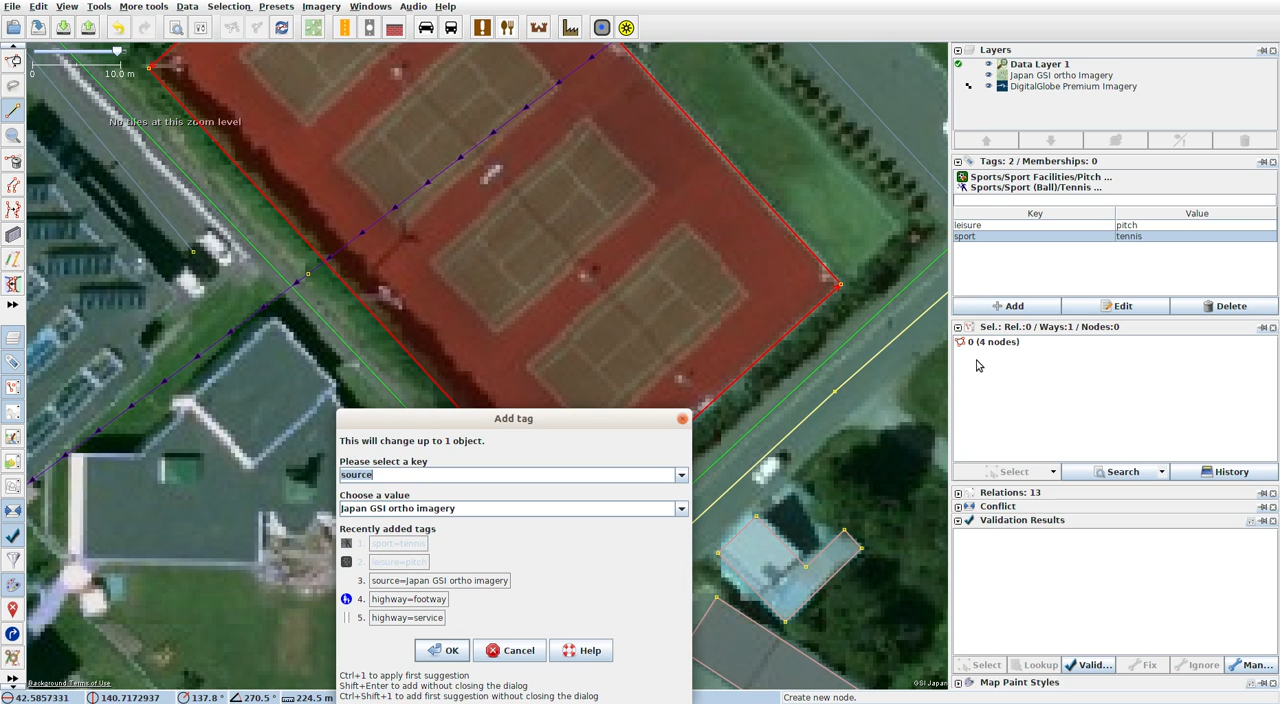 File Edit View Tools More tools Data Selection Presets Imagery Windows Audio Help
0 10.0 m
No tiles at this zoom level
Layers
Data Layer 1
Japan GSI ortho Imagery
DigitalGlobe Premium Imagery
Tags: 2 / Memberships: 0
Sports/Sport Facilities/Pitch ...
Sports/Sport (Ball)/Tennis ...
Key Value
leisure pitch
sport tennis
Add Edit Delete
Sel.: Rel.:0 / Ways:1 / Nodes:0
0 (4 nodes)
Select Search History
Relations: 13
Conflict
Validation Results
Select Lookup Valid... Fix Ignore Man...
Map Paint Styles
Add tag
This will change up to 1 object.
Please select a key
source
Choose a value
Japan GSI ortho imagery
Recently added tags
1. sport=tennis
2. leisure=pitch
3. source=Japan GSI ortho imagery
4. highway=footway
5. highway=service
OK Cancel Help
Ctrl+1 to apply first suggestion
Shift+Enter to add without closing the dialog
Ctrl+Shift+1 to add first suggestion without closing the dialog
Background Terms of Use
GSI Japan
42.5857331 140.7172937 137.8 ° 270.5 ° 224.5 m Create new node.